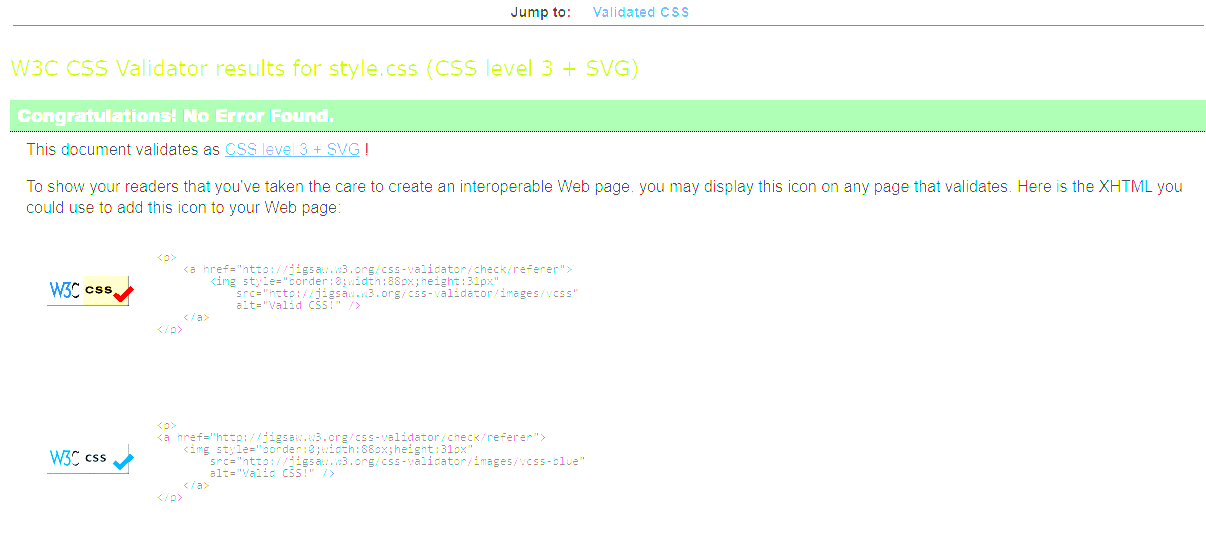 Jump to: Validated CSS
W3C CSS Validator results for style.css (CSS level 3 + SVG)
Congratulations! No Error Found.
This document validates as CSS level 3 + SVG !
To show your readers that you've taken the care to create an interoperable Web page, you may display this icon on any page that validates. Here is the XHTML you
could use to add this icon to your Web page:
<p>
<a href="http://jigsaw.w3.org/css-validator/check/referer">
<img style="border:0;width:88px;height:31px"
src="http://jigsaw.w3.org/css-validator/images/vcss"
alt="Valid CSS!" />
</a>
</p>
W3C css
<p>
<a href="http://jigsaw.w3.org/css-validator/check/referer">
<img style="border:0;width:88px;height:31px"
src="http://jigsaw.w3.org/css-validator/images/vcss-blue"
alt="Valid CSS!" />
</a>
</p>
W3C css